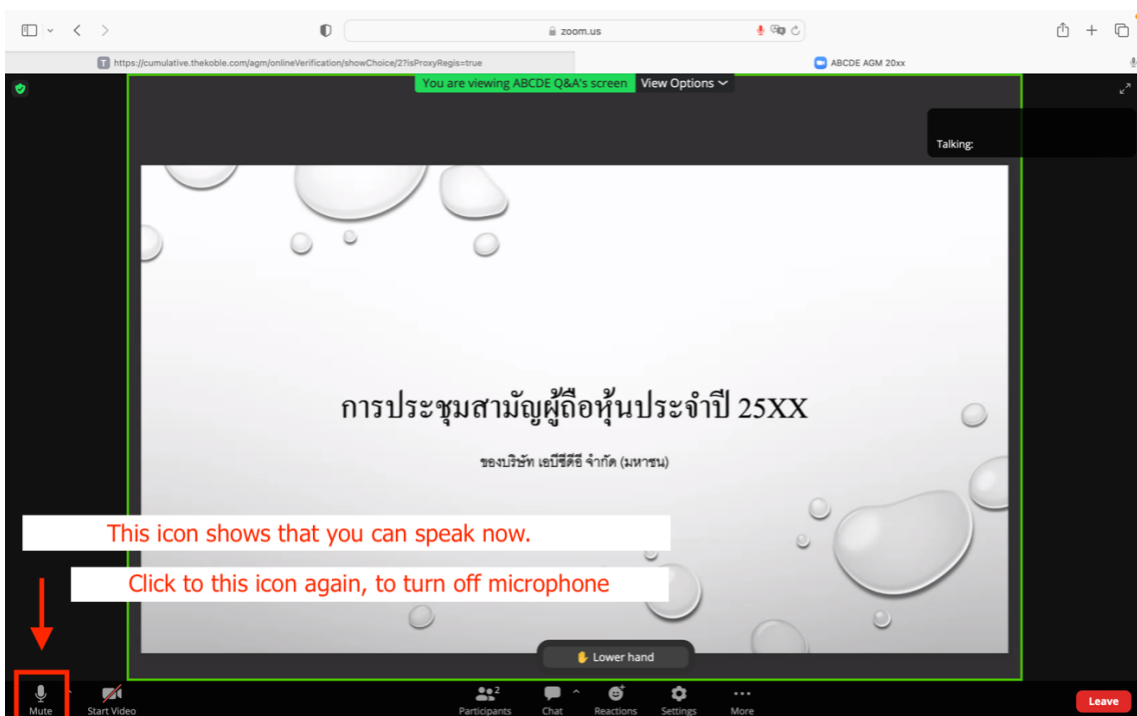 zoom.us
T https://cumulative.thekoble.com/agm/onlineVerification/showChoice/2?isProxyRegis=true
ABCDE AGM 20xx
You are viewing ABCDE Q&A's screen View Options
Talking:
การประชุมสามัญผู้ถือหุ้นประจำปี 25XX
ของบริษัท เอบีซีดีอี จำกัด (มหาชน)
This icon shows that you can speak now.
Click to this icon again, to turn off microphone
Lower hand
2
Mute Start Video Participants Chat Reactions Settings More Leave